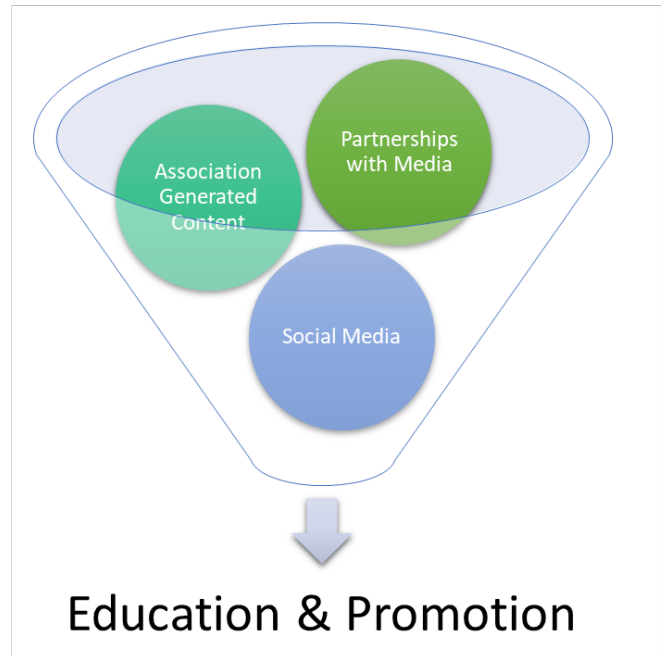 Partnerships
with Media
Association
Generated
Content
Social Media
Education & Promotion